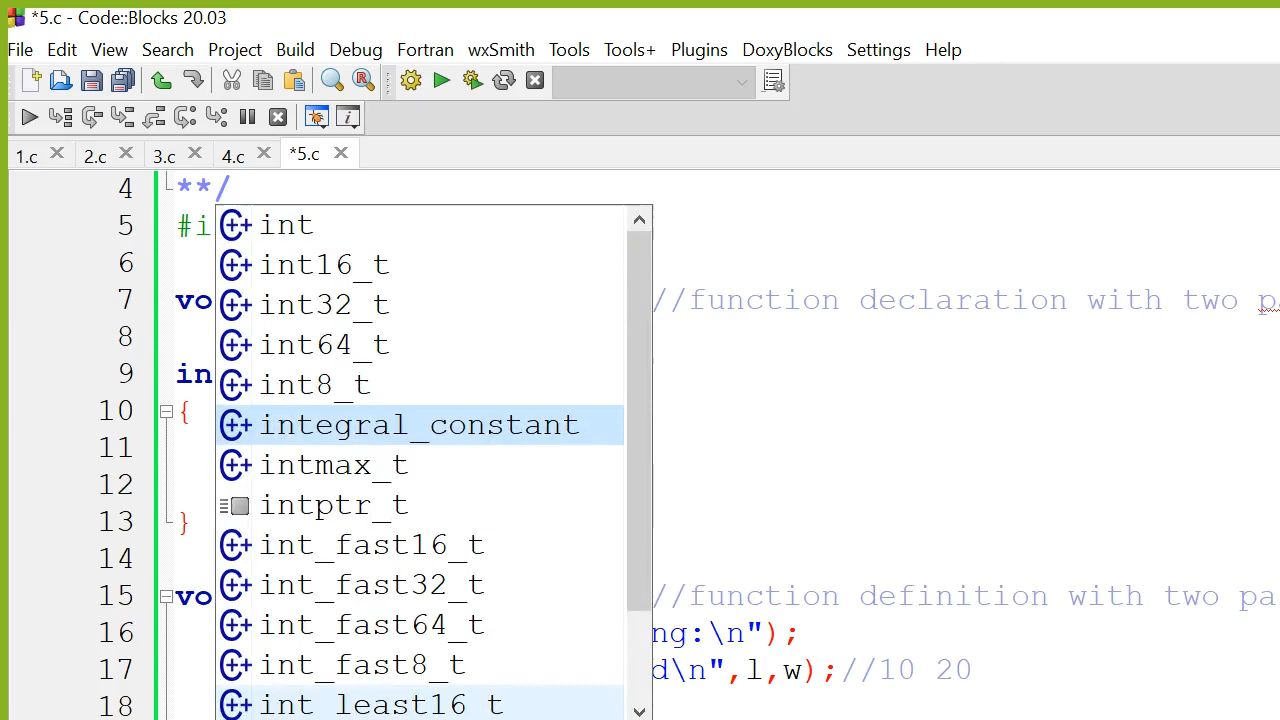 *5.c - Code::Blocks 20.03
File Edit View Search Project Build Debug Fortran wxSmith Tools Tools+ Plugins DoxyBlocks Settings Help
1.c 2.c 3.c 4.c *5.c
4 **/
5 #i
6
7 vo //function declaration with two pa
8
9 in
10 {
11
12
13 }
14
15 vo //function definition with two pa
16 ng:\n");
17 d\n",l,w);//10 20
18
int
int16_t
int32_t
int64_t
int8_t
integral_constant
intmax_t
intptr_t
int_fast16_t
int_fast32_t
int_fast64_t
int_fast8_t
int_least16_t